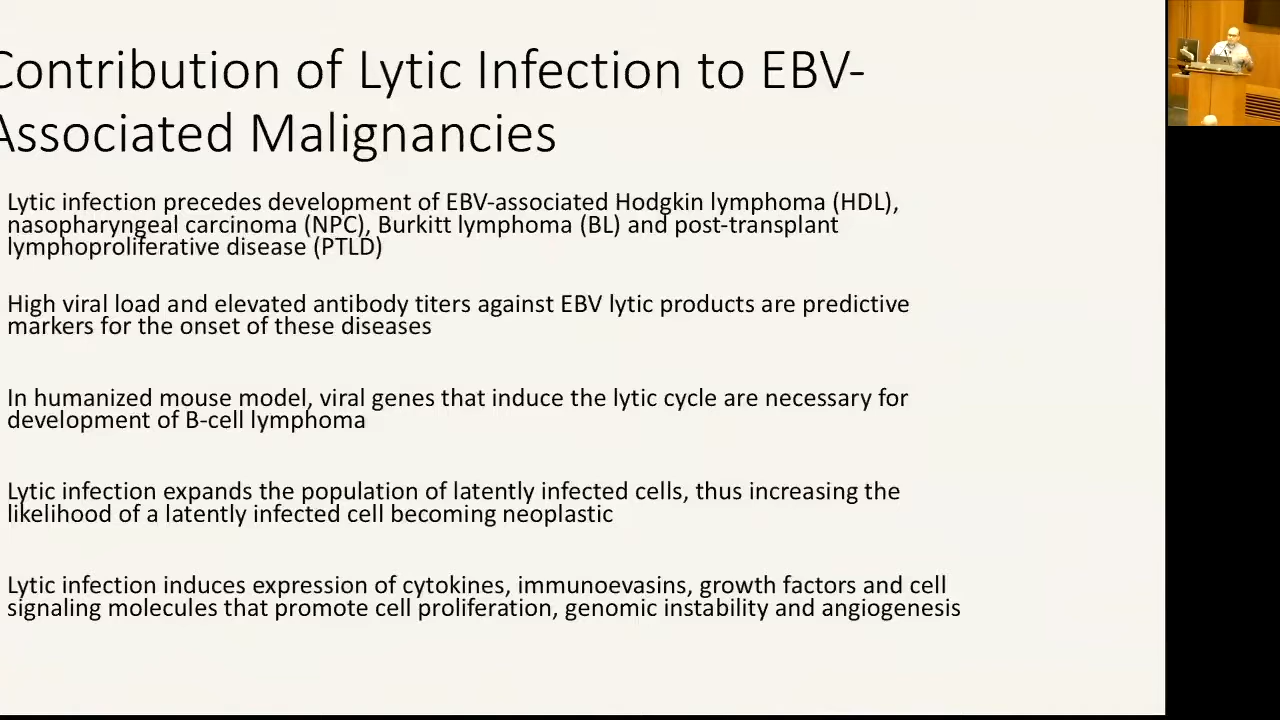 Contribution of Lytic Infection to EBV-
Associated Malignancies
Lytic infection precedes development of EBV-associated Hodgkin lymphoma (HDL),
nasopharyngeal carcinoma (NPC), Burkitt lymphoma (BL) and post-transplant
lymphoproliferative disease (PTLD)
High viral load and elevated antibody titers against EBV lytic products are predictive
markers for the onset of these diseases
In humanized mouse model, viral genes that induce the lytic cycle are necessary for
development of B-cell lymphoma
Lytic infection expands the population of latently infected cells, thus increasing the
likelihood of a latently infected cell becoming neoplastic
Lytic infection induces expression of cytokines, immunoevasins, growth factors and cell
signaling molecules that promote cell proliferation, genomic instability and angiogenesis